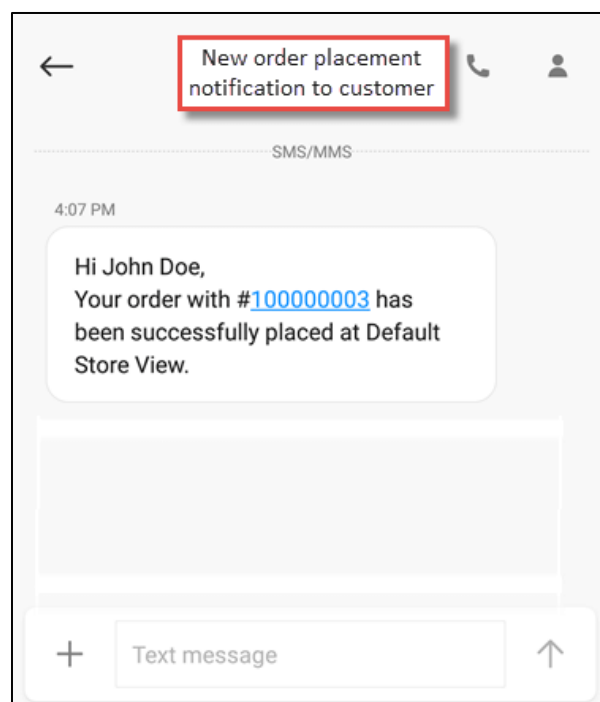 New order placement
notification to customer
SMS/MMS
4:07 PM
Hi John Doe,
Your order with #100000003 has
been successfully placed at Default
Store View.
Text message